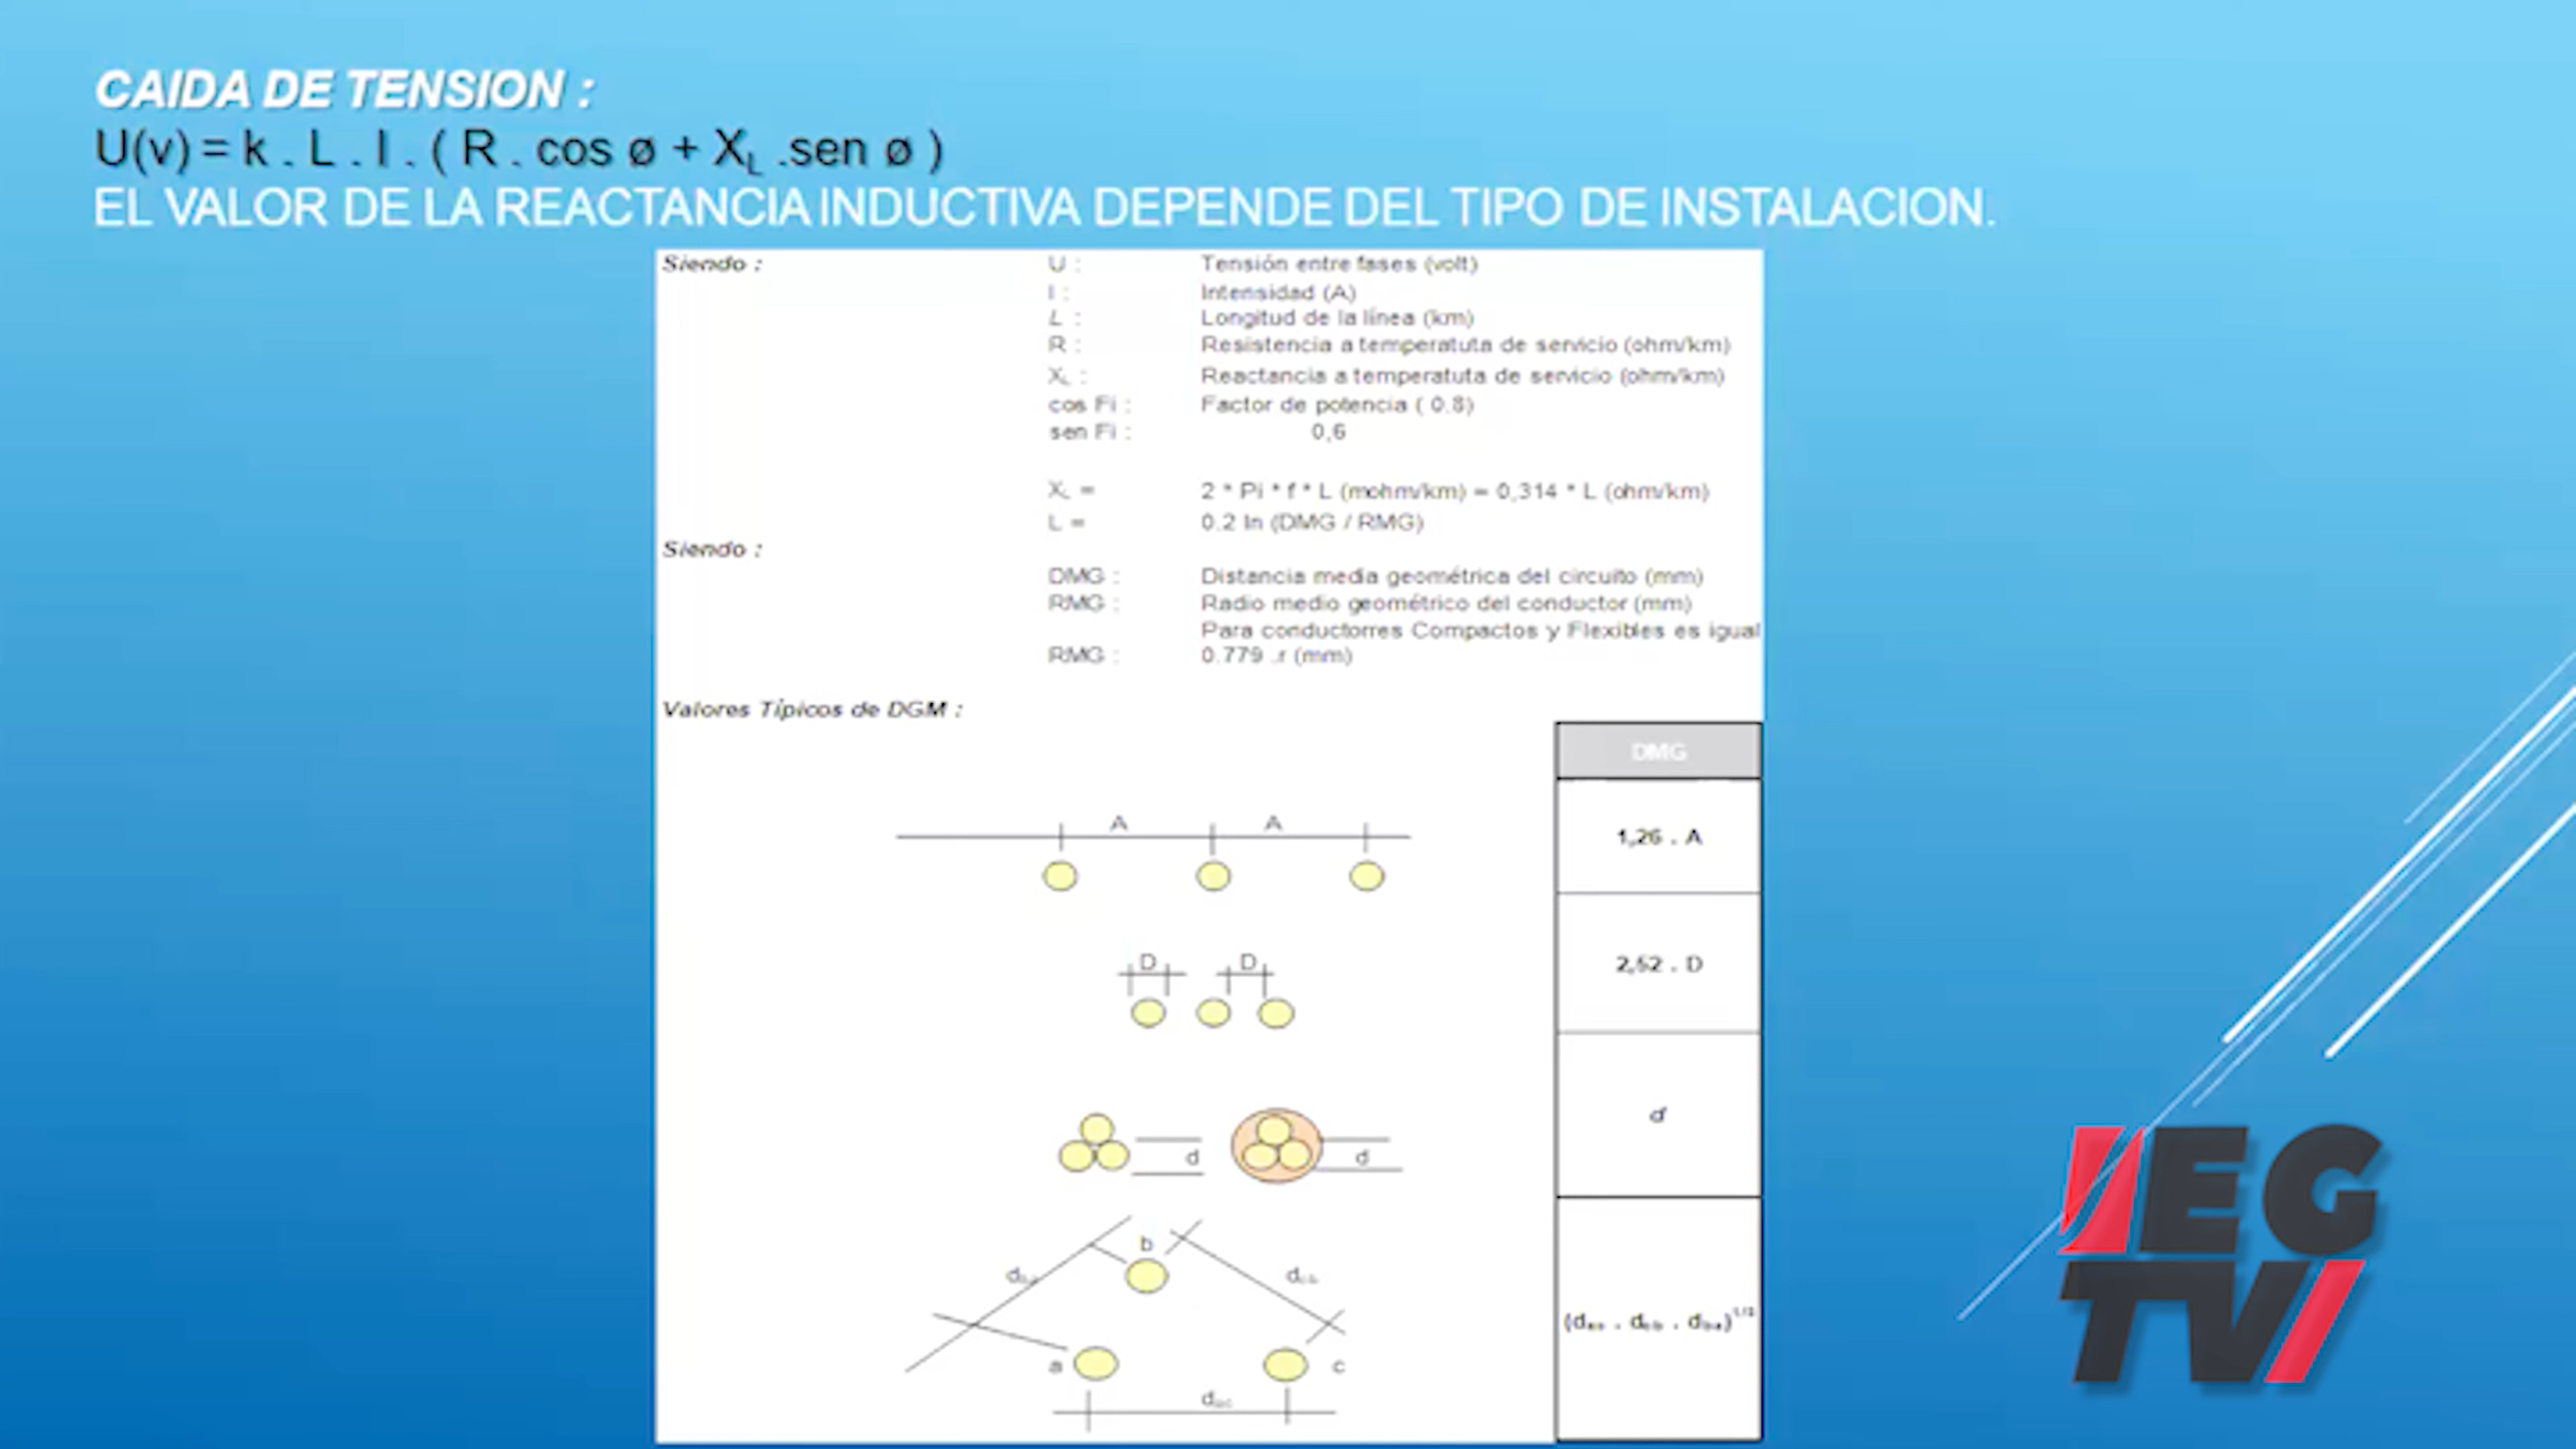 CAIDA DE TENSION :
U(v) = k . L . I . ( R . cos ø + XL .sen ø )
EL VALOR DE LA REACTANCIA INDUCTIVA DEPENDE DEL TIPO DE INSTALACION.
Siendo : U : Tensión entre fases (volt)
I : Intensidad (A)
L : Longitud de la línea (km)
R : Resistencia a temperatuta de servicio (ohm/km)
XL : Reactancia a temperatuta de servicio (ohm/km)
cos Fi : Factor de potencia ( 0.8)
sen Fi : 0,6
XL = 2 * Pi * f * L (mohm/km) = 0,314 * L (ohm/km)
L = 0.2 ln (DMG / RMG)
Siendo :
DMG : Distancia media geométrica del circuito (mm)
RMG : Radio medio geométrico del conductor (mm)
Para conductorres Compactos y Flexibles es igual
RMG : 0.779 .r (mm)
Valores Típicos de DGM :
DMG
A A
1,26 . A
D D
2,52 . D
d d
d
b
a c
EG
TV